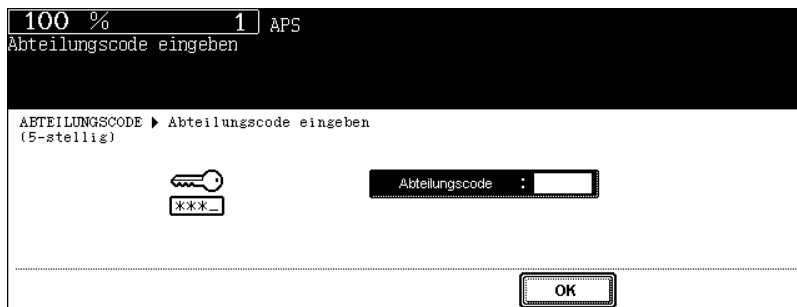 100 % 1 APS
Abteilungscode eingeben
ABTEILUNGSCODE ▶ Abteilungscode eingeben
(5-stellig)
***_
Abteilungscode :
OK